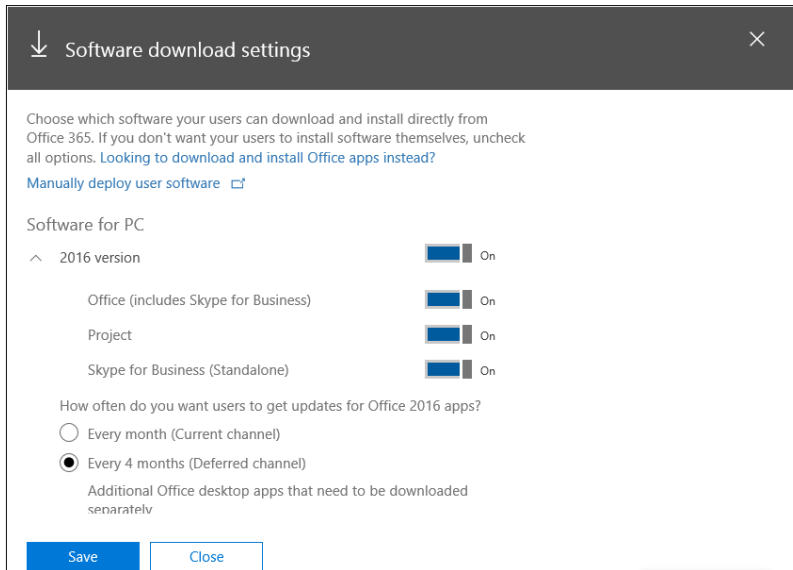 Software download settings
Choose which software your users can download and install directly from
Office 365. If you don't want your users to install software themselves, uncheck
all options. Looking to download and install Office apps instead?
Manually deploy user software
Software for PC
2016 version On
Office (includes Skype for Business) On
Project On
Skype for Business (Standalone) On
How often do you want users to get updates for Office 2016 apps?
Every month (Current channel)
Every 4 months (Deferred channel)
Additional Office desktop apps that need to be downloaded
separately
Save Close